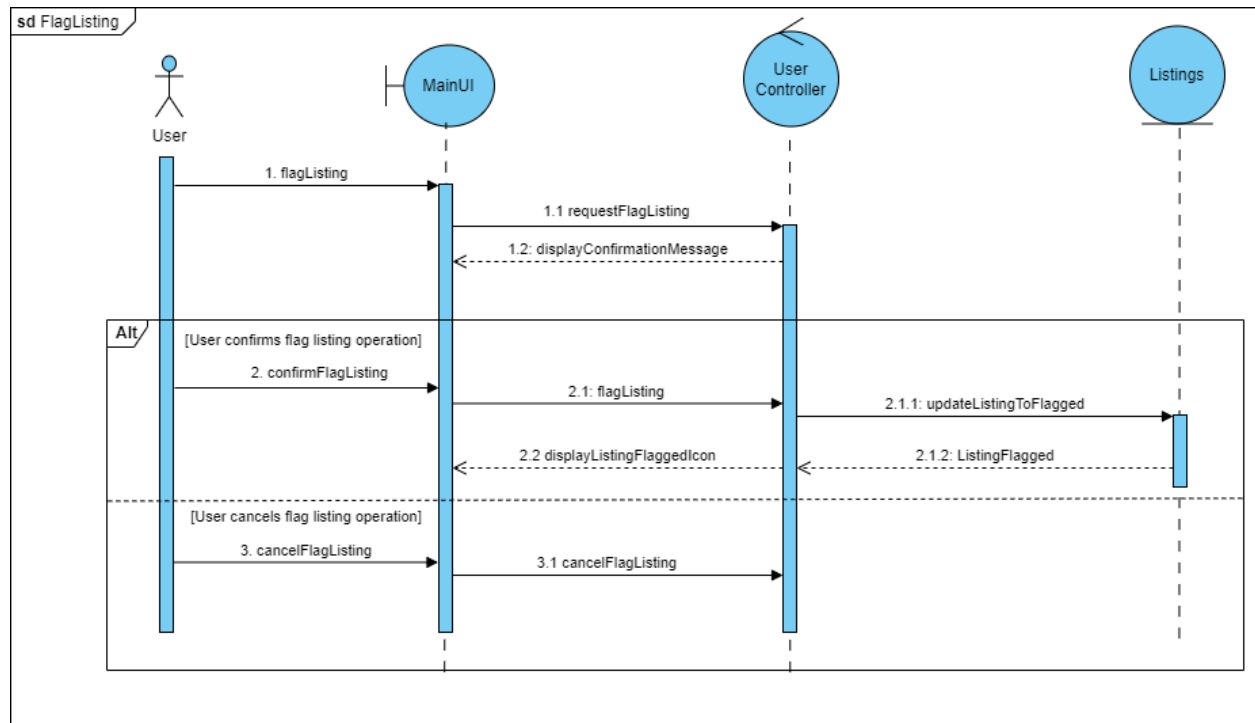 sd FlagListing
User
MainUI
User
Controller
Listings
1. flagListing
1.1 requestFlagListing
1.2: displayConfirmationMessage
Alt
[User confirms flag listing operation]
2. confirmFlagListing
2.1: flagListing
2.1.1: updateListingToFlagged
2.2 displayListingFlaggedIcon
2.1.2: ListingFlagged
[User cancels flag listing operation]
3. cancelFlagListing
3.1 cancelFlagListing